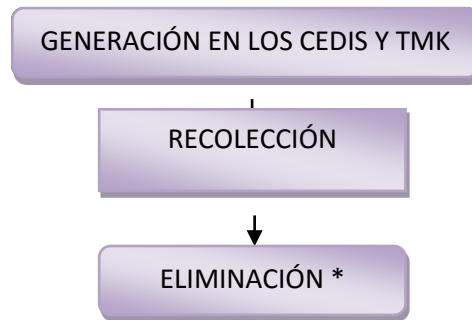 GENERACIÓN EN LOS CEDIS Y TMK
RECOLECCIÓN
ELIMINACIÓN *